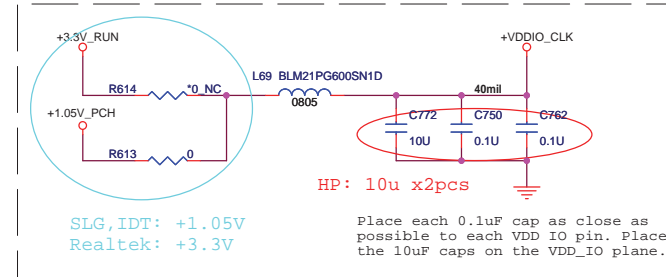 +3.3V_RUN
+VDDIO_CLK
L69 BLM21PG600SN1D
R614
*0_NC
40mil
0805
+1.05V_PCH
C772
C750
C762
10U
0.1U
0.1U
R613
0
HP: 10u x2pcs
SLG,IDT: +1.05V
Realtek: +3.3V
Place each 0.1uF cap as close as
possible to each VDD IO pin. Place
the 10uF caps on the VDD_IO plane.